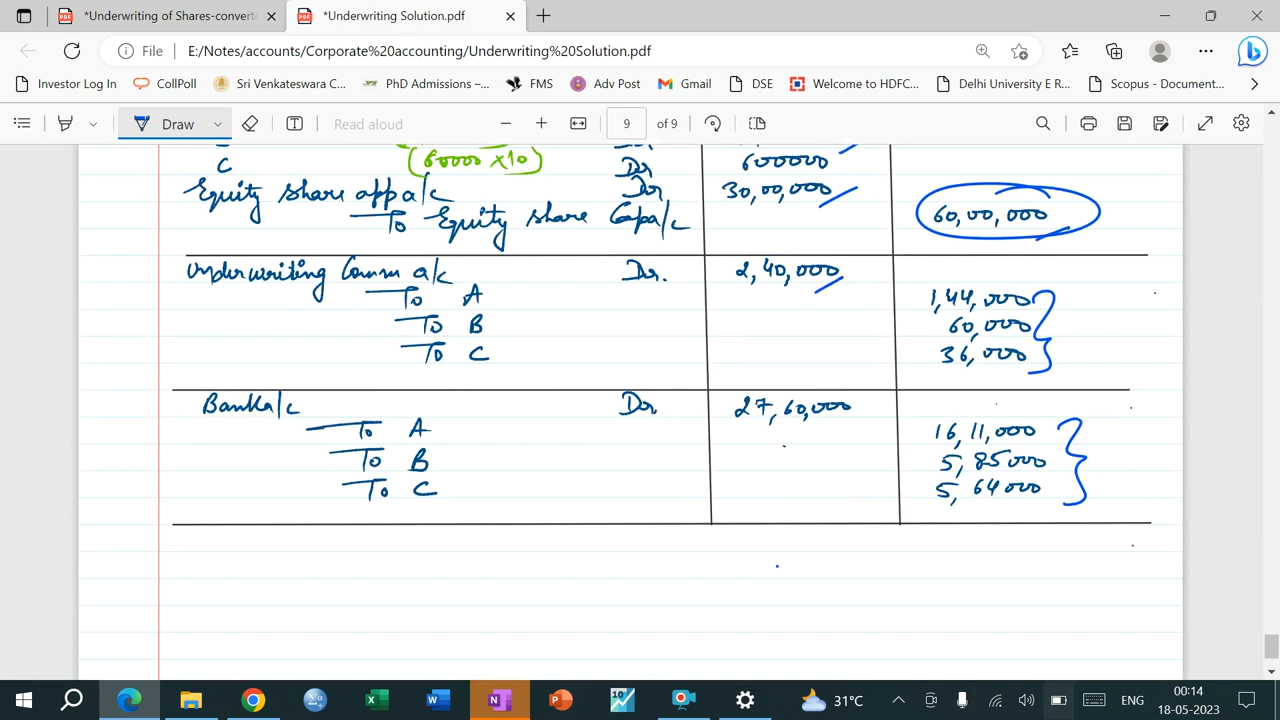 *Underwriting of Shares-converte
*Underwriting Solution.pdf
File E:/Notes/accounts/Corporate%20accounting/Underwriting%20Solution.pdf
Investor Log In CollPoll Sri Venkateswara C... PhD Admissions –... FMS Adv Post Gmail DSE Welcome to HDFC... Delhi University E R... Scopus - Document...
Draw Read aloud 9 of 9
C (60000 x10) Dr 600000
Equity share app a/c Dr 30,00,000
To Equity share Cap a/c 60,00,000
Underwriting Comm a/c Dr. 2,40,000
To A 1,44,000
To B 60,000
To C 36,000
Bank a/c Dr 27,60,000
To A 16,11,000
To B 5,85000
To C 5,64000
31°C ENG 00:14
18-05-2023